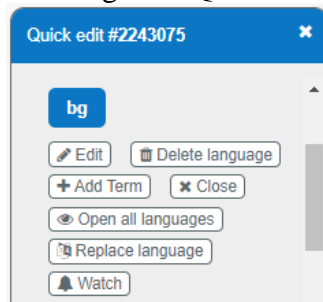 Quick edit #2243075
bg
Edit Delete language
+ Add Term Close
Open all languages
Replace language
Watch